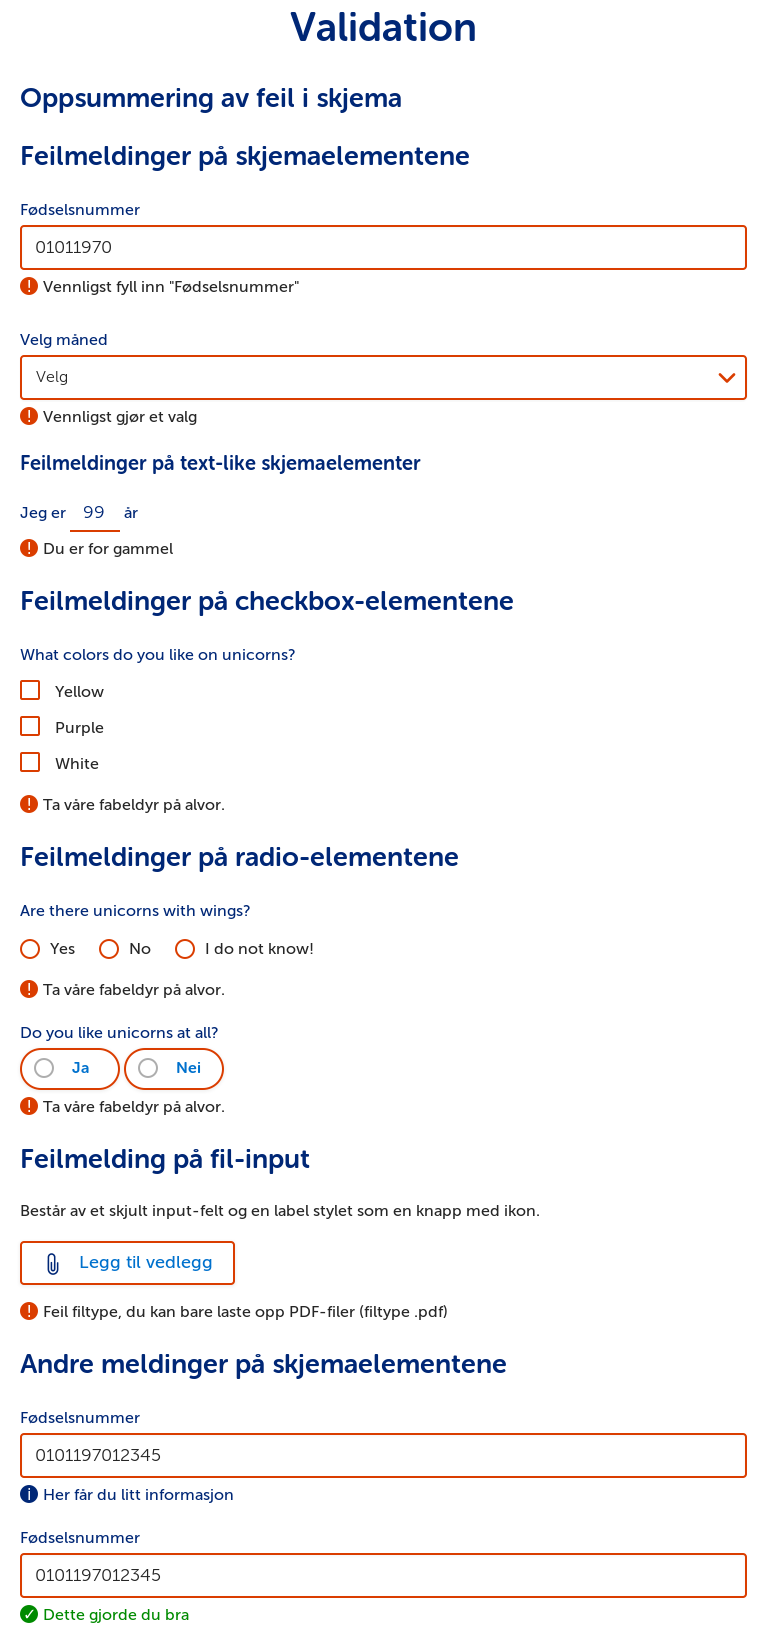 Validation
Oppsummering av feil i skjema
Feilmeldinger på skjemaelementene
Fødselsnummer
01011970
Vennligst fyll inn "Fødselsnummer"
Velg måned
Velg
Vennligst gjør et valg
Feilmeldinger på text-like skjemaelementer
Jeg er 99 år
Du er for gammel
Feilmeldinger på checkbox-elementene
What colors do you like on unicorns?
Yellow
Purple
White
Ta våre fabeldyr på alvor.
Feilmeldinger på radio-elementene
Are there unicorns with wings?
Yes No I do not know!
Ta våre fabeldyr på alvor.
Do you like unicorns at all?
Ja Nei
Ta våre fabeldyr på alvor.
Feilmelding på fil-input
Består av et skjult input-felt og en label stylet som en knapp med ikon.
Legg til vedlegg
Feil filtype, du kan bare laste opp PDF-filer (filtype .pdf)
Andre meldinger på skjemaelementene
Fødselsnummer
0101197012345
Her får du litt informasjon
Fødselsnummer
0101197012345
Dette gjorde du bra